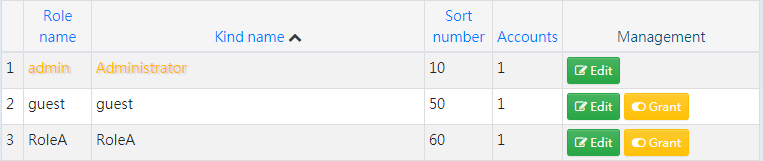 Role name Kind name Sort number Accounts Management
1 admin Administrator 10 1 Edit
2 guest guest 50 1 Edit Grant
3 RoleA RoleA 60 1 Edit Grant